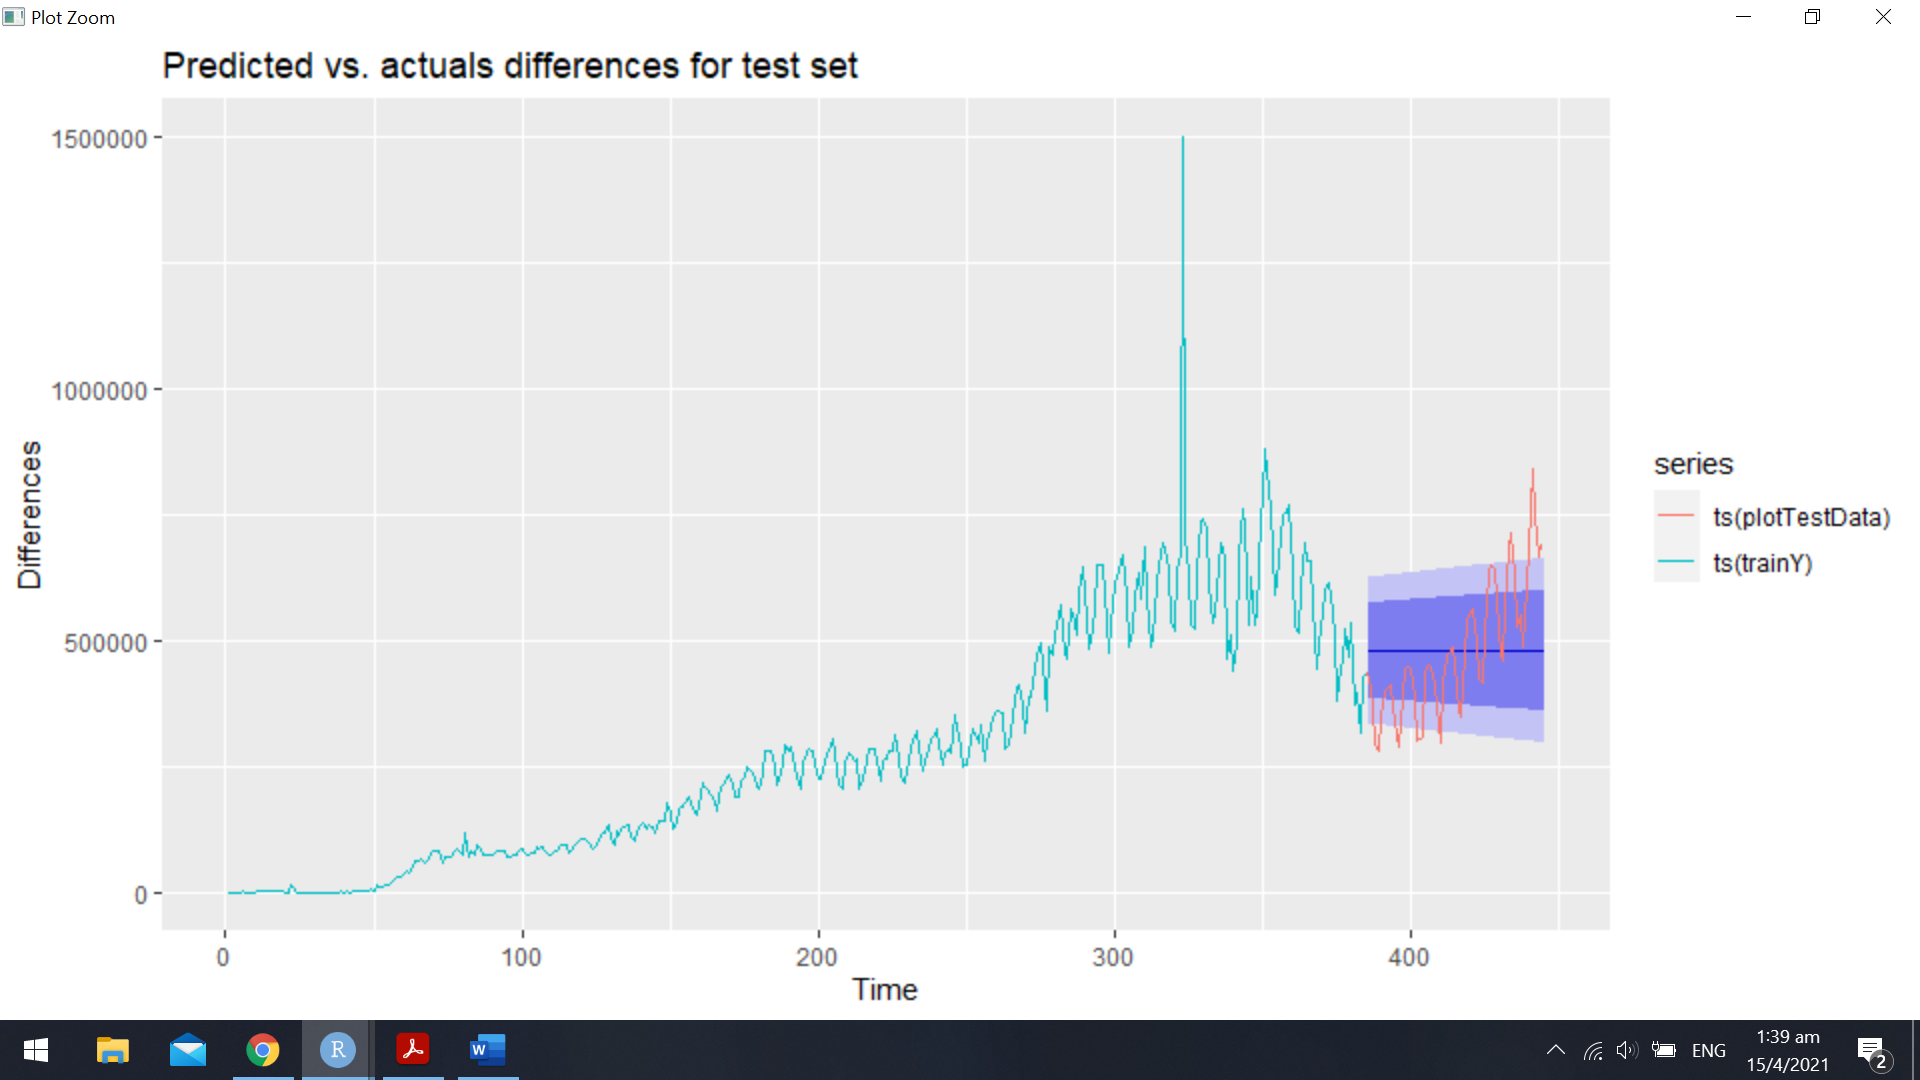 Plot Zoom
Predicted vs. actuals differences for test set
1500000
1000000
500000
0
Differences
0 100 200 300 400
Time
series
ts(plotTestData)
ts(trainY)
R
W
ENG
1:39 am
15/4/2021
2